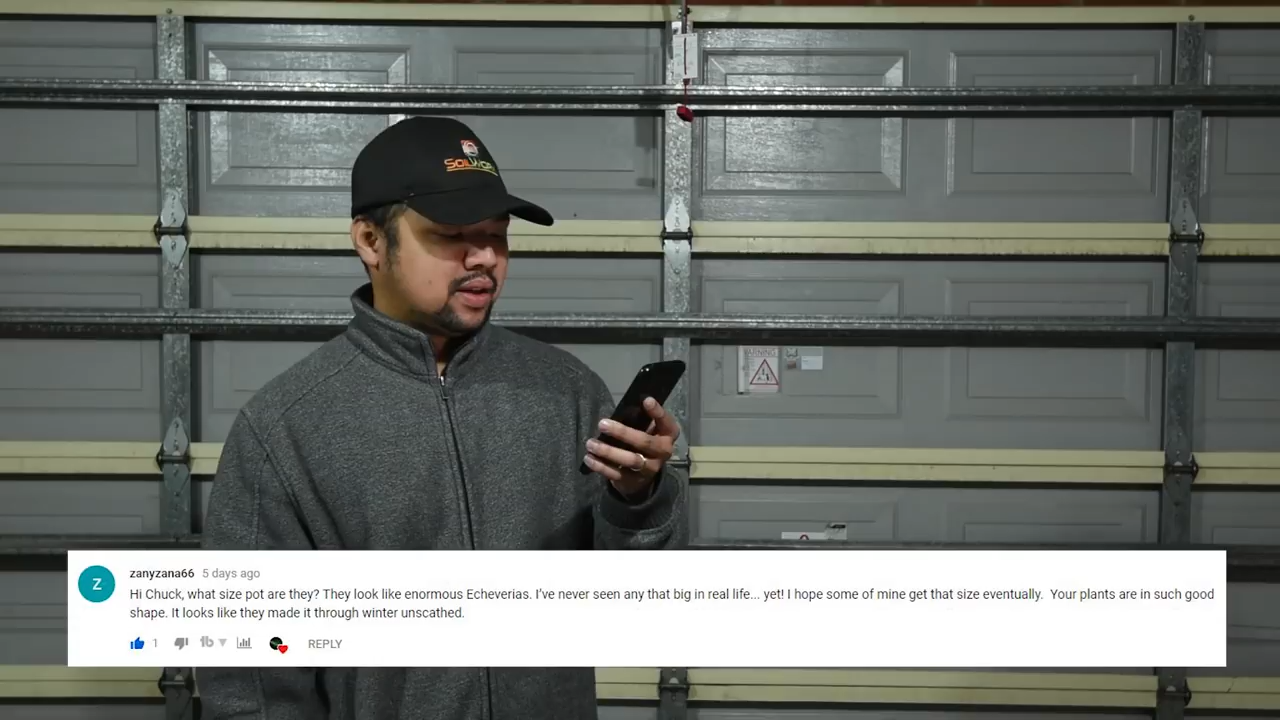 WARNING
zanyzana66 5 days ago
Z
Hi Chuck, what size pot are they? They look like enormous Echeverias. I've never seen any that big in real life... yet! I hope some of mine get that size eventually. Your plants are in such good
shape. It looks like they made it through winter unscathed.
1 REPLY